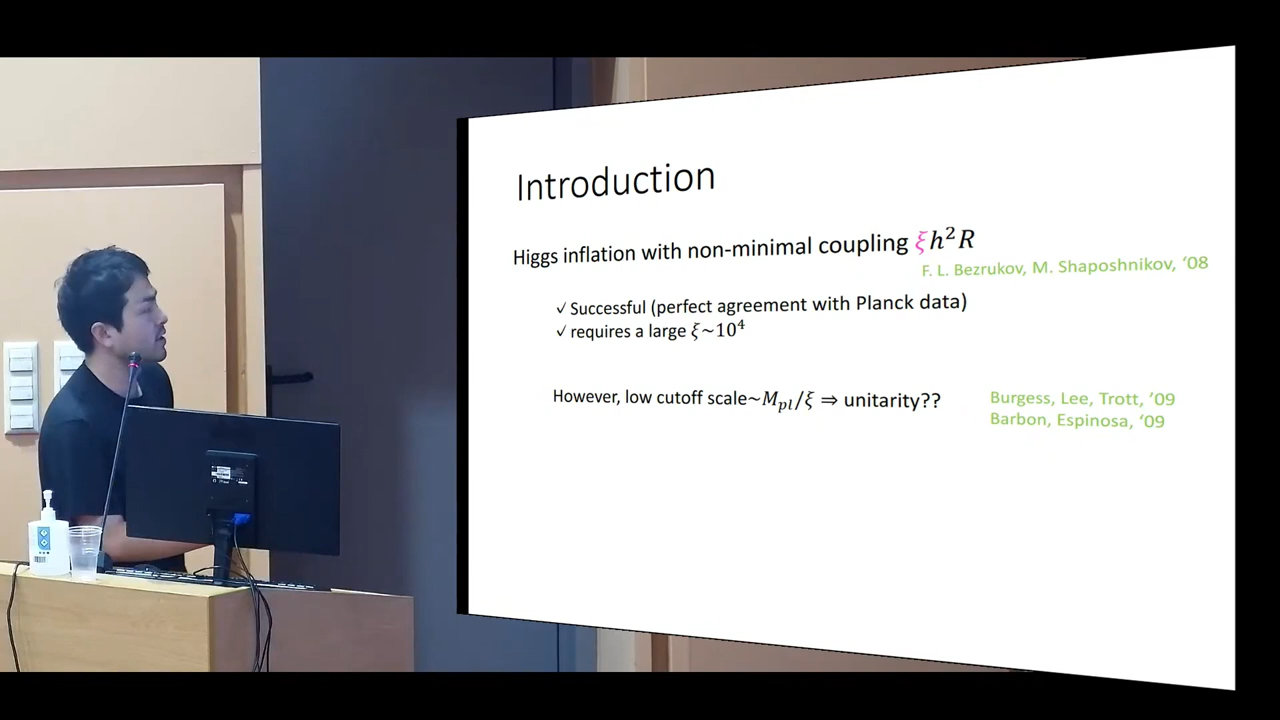 Introduction
Higgs inflation with non-minimal coupling ξh²R
F. L. Bezrukov, M. Shaposhnikov, ‘08
✓ Successful (perfect agreement with Planck data)
✓ requires a large ξ~10⁴
However, low cutoff scale~M_pl/ξ ⇒ unitarity??
Burgess, Lee, Trott, ’09
Barbon, Espinosa, ‘09